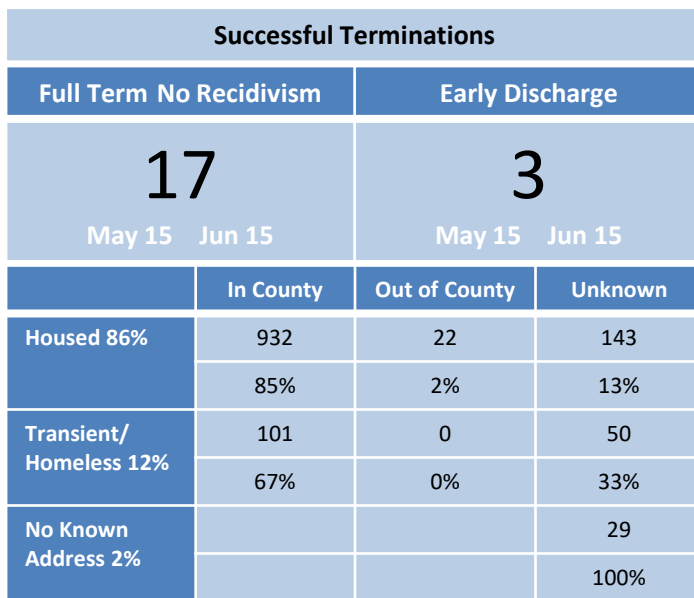 Successful Terminations
Full Term No Recidivism Early Discharge
17 3
May 15 Jun 15 May 15 Jun 15
In County Out of County Unknown
Housed 86% 932 22 143
85% 2% 13%
Transient/ 101 0 50
Homeless 12%
67% 0% 33%
No Known 29
Address 2%
100%